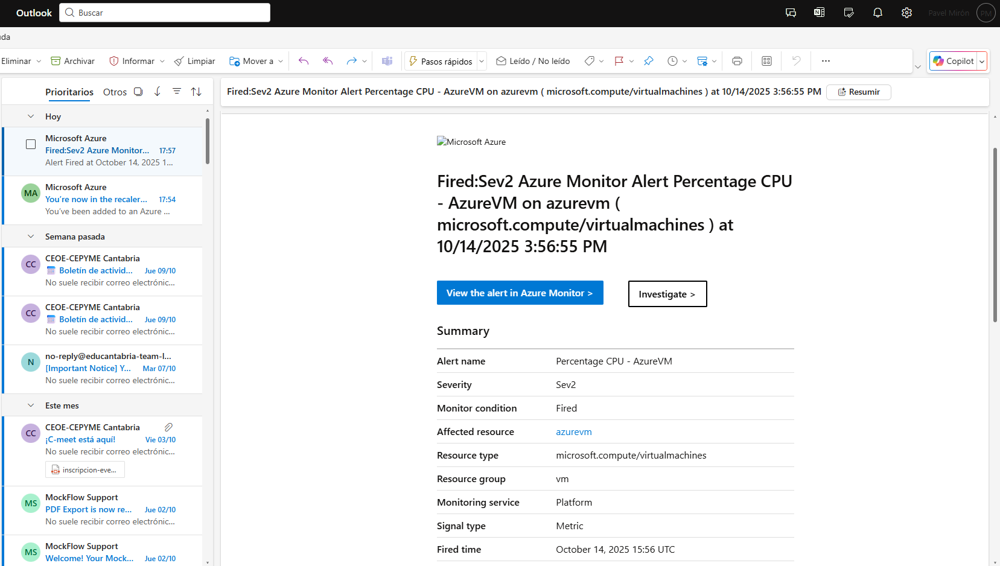 Outlook
Buscar
Pavel Mirón
PM
da
Eliminar
Archivar
Informar
Limpiar
Mover a
Pasos rápidos
Leído / No leído
Copilot
Prioritarios
Otros
Fired:Sev2 Azure Monitor Alert Percentage CPU - AzureVM on azurevm ( microsoft.compute/virtualmachines ) at 10/14/2025 3:56:55 PM
Resumir
Hoy
Microsoft Azure
Fired:Sev2 Azure Monitor... 17:57
Alert Fired at October 14, 2025 1...
MA
Microsoft Azure
You're now in the recaler... 17:54
You've been added to an Azure ...
Semana pasada
CC
CEOE-CEPYME Cantabria
Boletín de activid... Jue 09/10
No suele recibir correo electrónic...
CC
CEOE-CEPYME Cantabria
Boletín de activid... Jue 09/10
No suele recibir correo electrónic...
N
no-reply@educantabria-team-l...
[Important Notice] Y... Mar 07/10
No suele recibir correo electrónic...
Este mes
CC
CEOE-CEPYME Cantabria
¡C-meet está aquí! Vie 03/10
No suele recibir correo electrónic...
inscripcion-eve...
MS
MockFlow Support
PDF Export is now re... Jue 02/10
No suele recibir correo electrónic...
MS
MockFlow Support
Welcome! Your Mock... Jue 02/10
Microsoft Azure
Fired:Sev2 Azure Monitor Alert Percentage CPU
- AzureVM on azurevm (
microsoft.compute/virtualmachines ) at
10/14/2025 3:56:55 PM
View the alert in Azure Monitor >
Investigate >
Summary
Alert name Percentage CPU - AzureVM
Severity Sev2
Monitor condition Fired
Affected resource azurevm
Resource type microsoft.compute/virtualmachines
Resource group vm
Monitoring service Platform
Signal type Metric
Fired time October 14, 2025 15:56 UTC